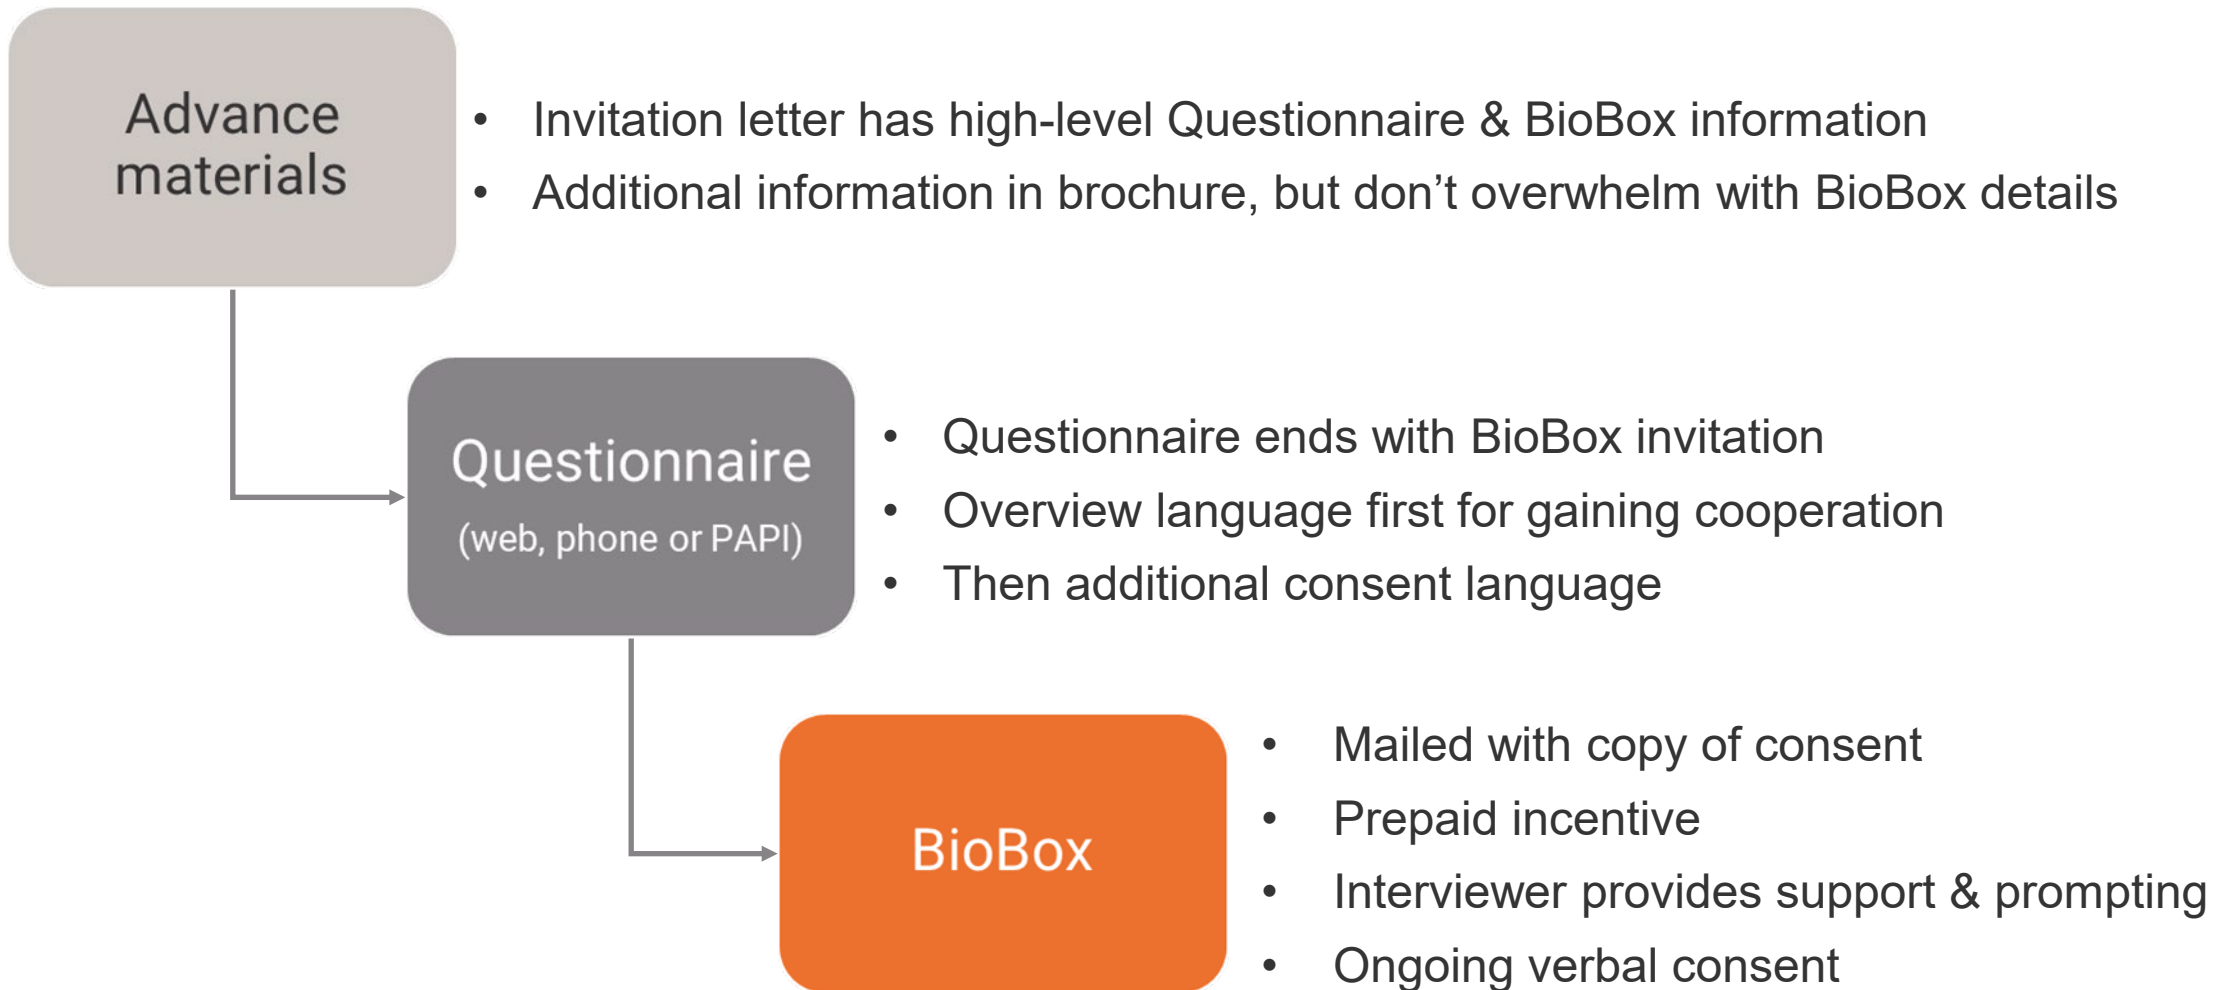 Advance
materials
• Invitation letter has high-level Questionnaire & BioBox information
• Additional information in brochure, but don’t overwhelm with BioBox details
Questionnaire
(web, phone or PAPI)
• Questionnaire ends with BioBox invitation
• Overview language first for gaining cooperation
• Then additional consent language
BioBox
• Mailed with copy of consent
• Prepaid incentive
• Interviewer provides support & prompting
• Ongoing verbal consent